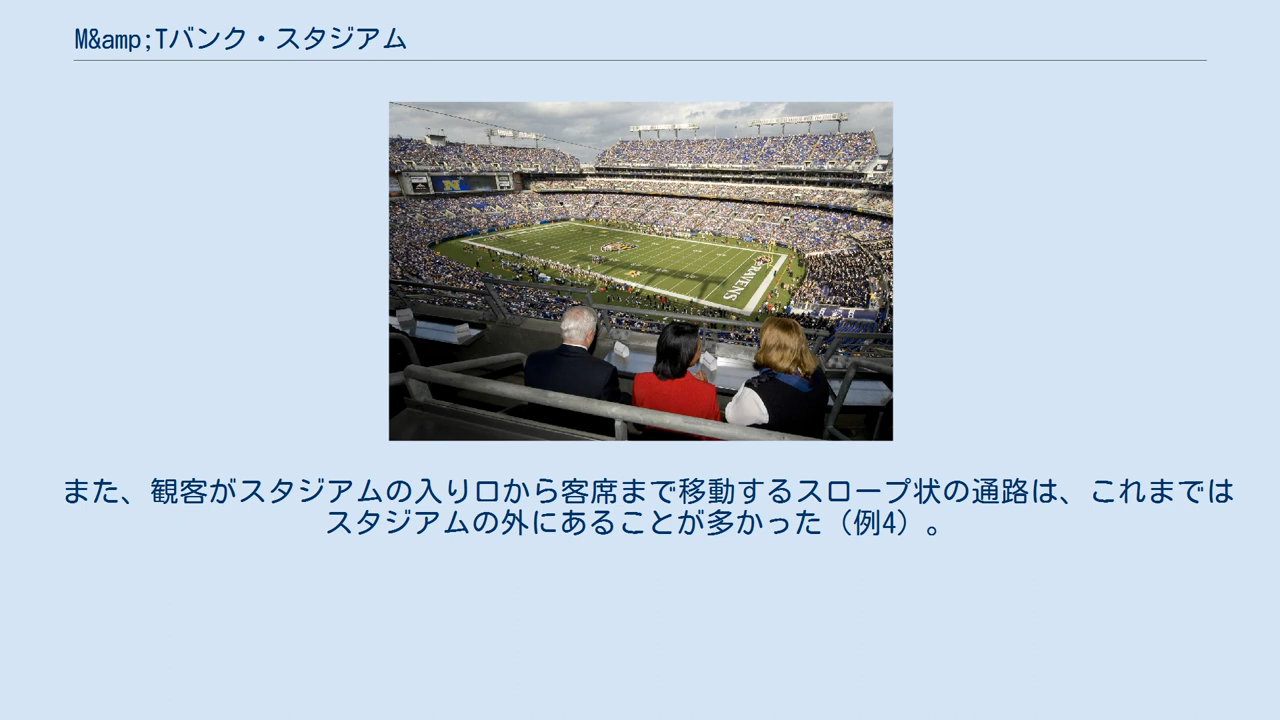 M&amp;Tバンク・スタジアム
N
RAVENS
また、観客がスタジアムの入り口から客席まで移動するスロープ状の通路は、これまでは
スタジアムの外にあることが多かった（例4）。